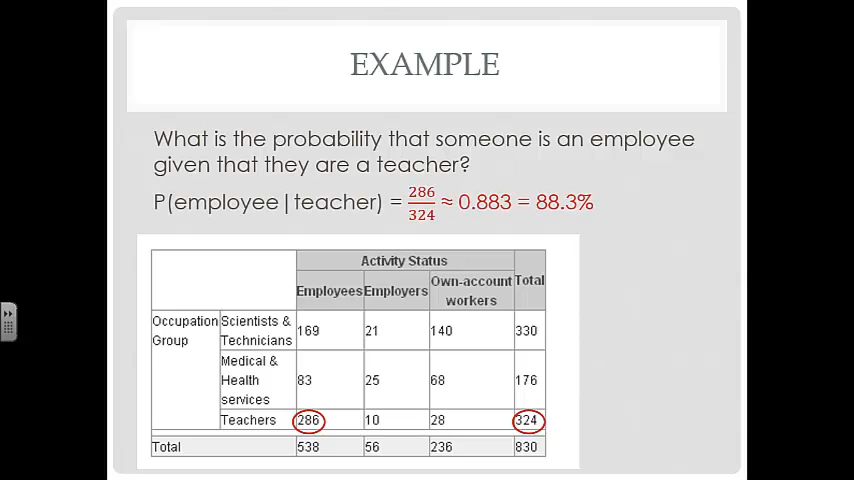 EXAMPLE
What is the probability that someone is an employee
given that they are a teacher?
P(employee|teacher) = 286/324 ≈ 0.883 = 88.3%
Activity Status
Employees Employers Own-account workers Total
Occupation Group
Scientists & Technicians 169 21 140 330
Medical & Health services 83 25 68 176
Teachers 286 10 28 324
Total 538 56 236 830